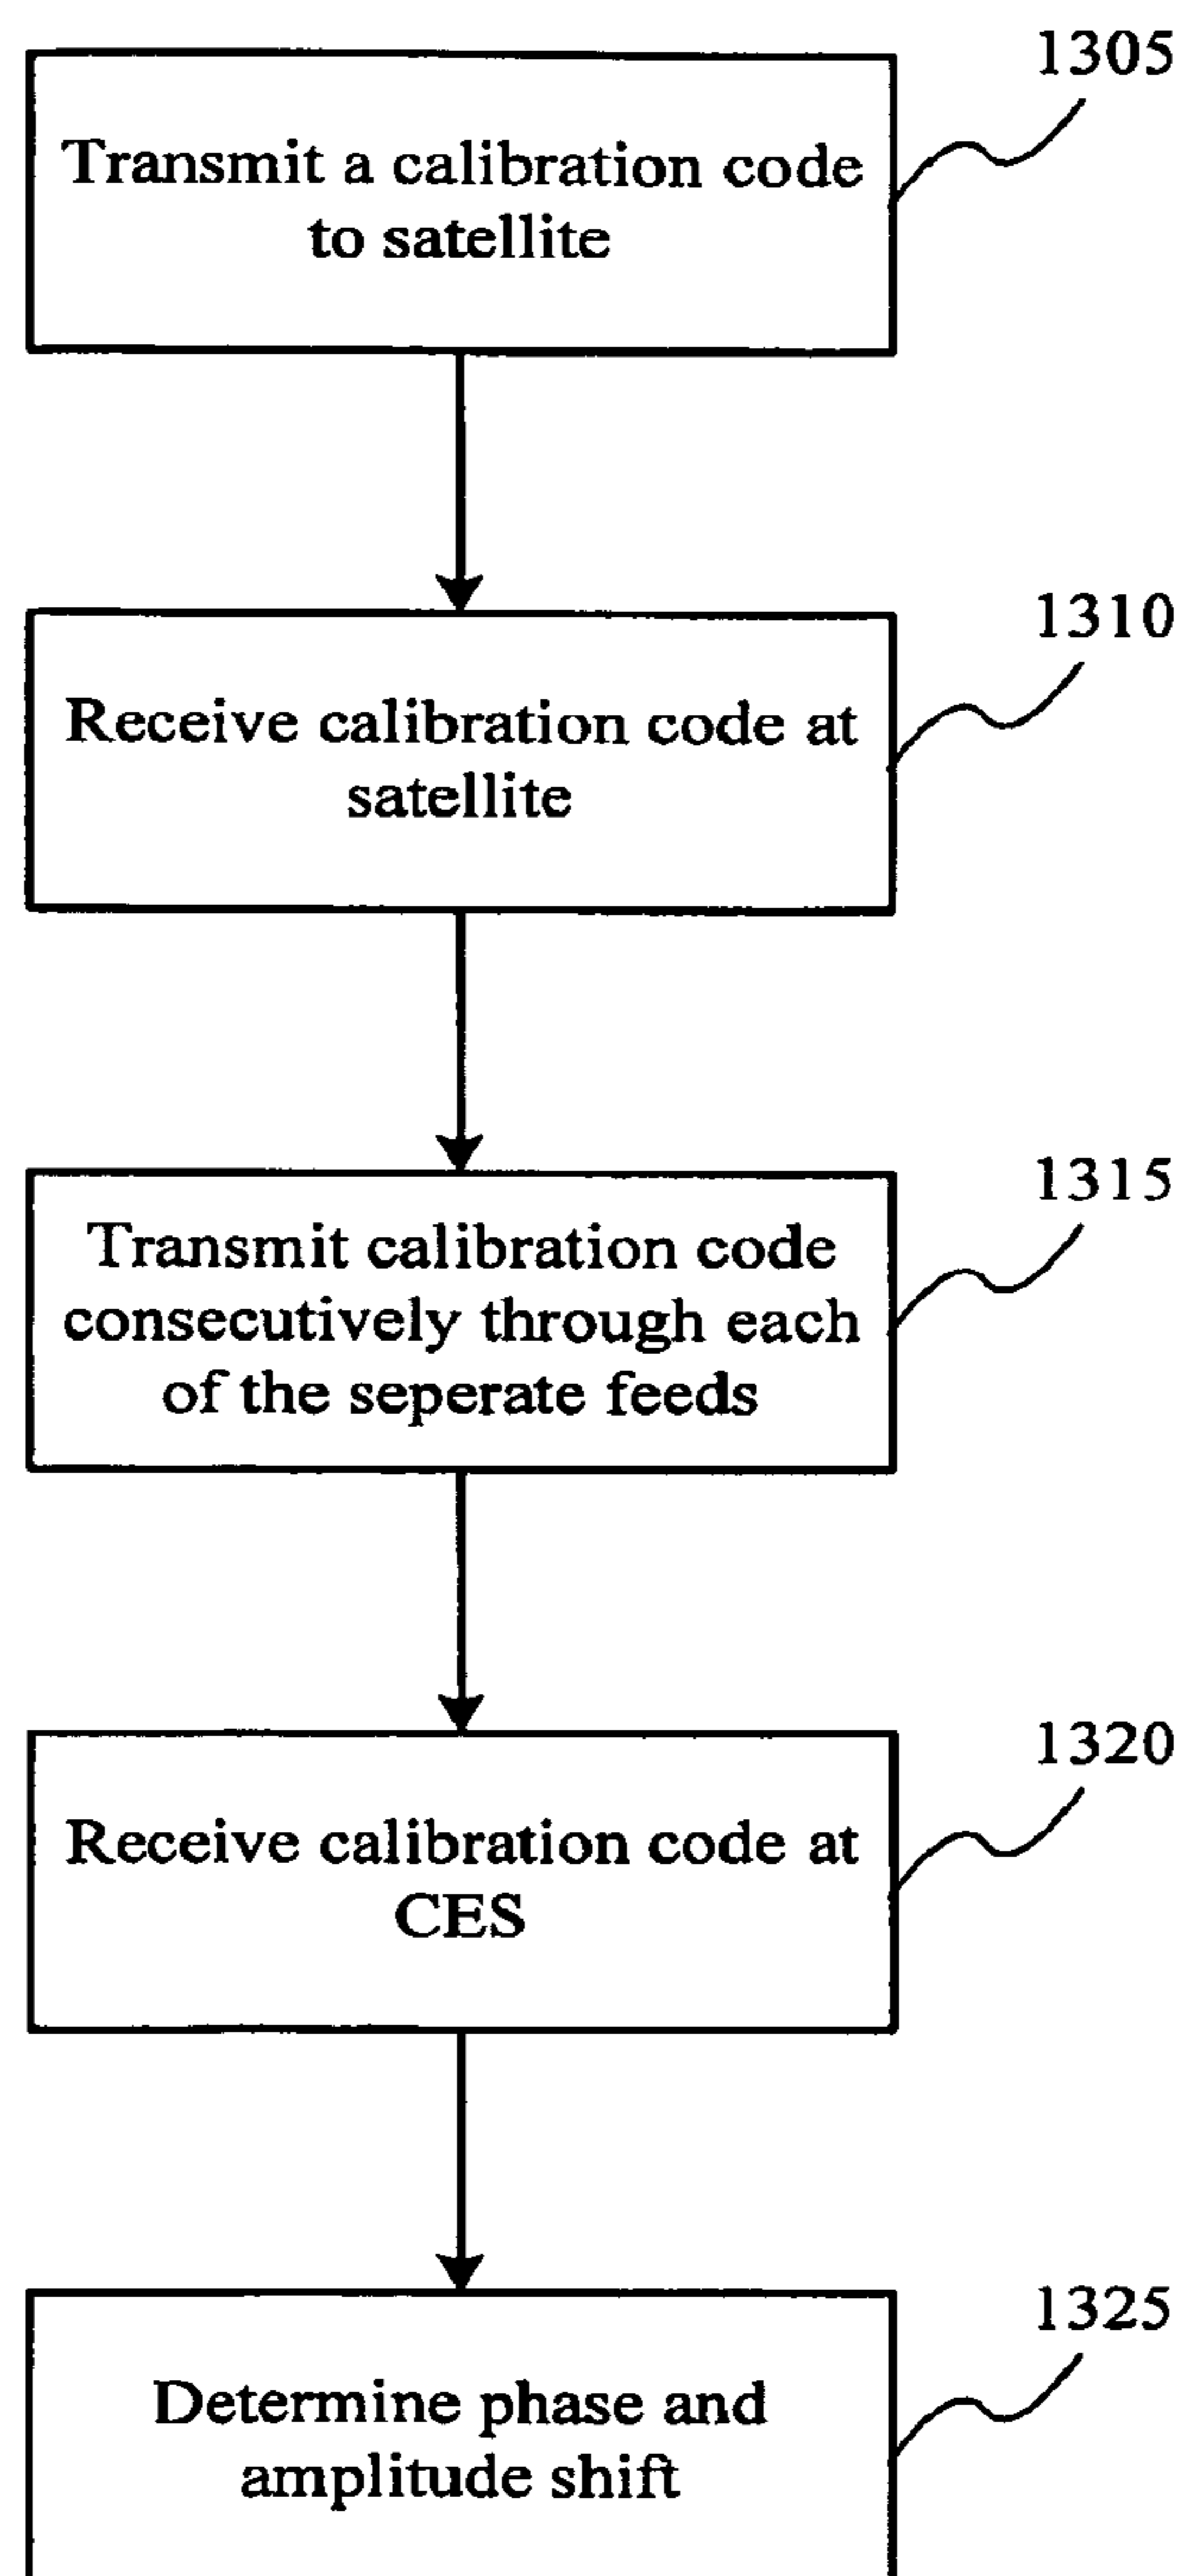 1305
Transmit a calibration code
to satellite
1310
Receive calibration code at
satellite
1315
Transmit calibration code
consecutively through each
of the seperate feeds
1320
Receive calibration code at
CES
1325
Determine phase and
amplitude shift